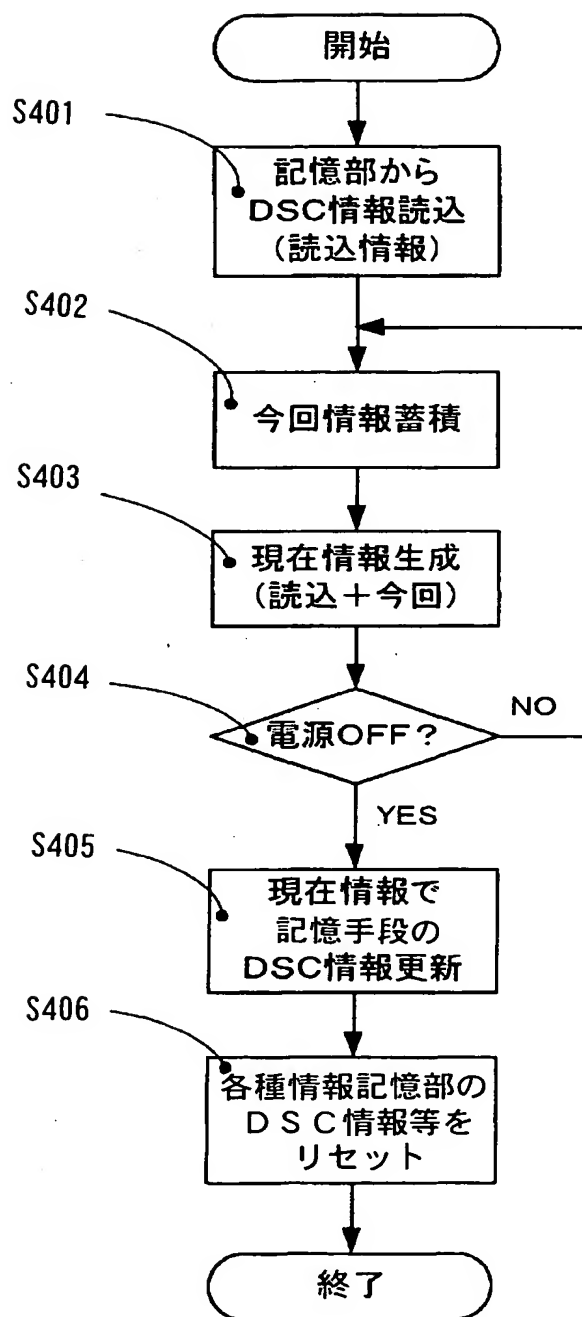 開始
S401
記憶部から
DSC情報読込
(読込情報)
S402
今回情報蓄積
S403
現在情報生成
(読込+今回)
S404
電源OFF?
NO
YES
S405
現在情報で
記憶手段の
DSC情報更新
S406
各種情報記憶部の
DSC情報等を
リセット
終了